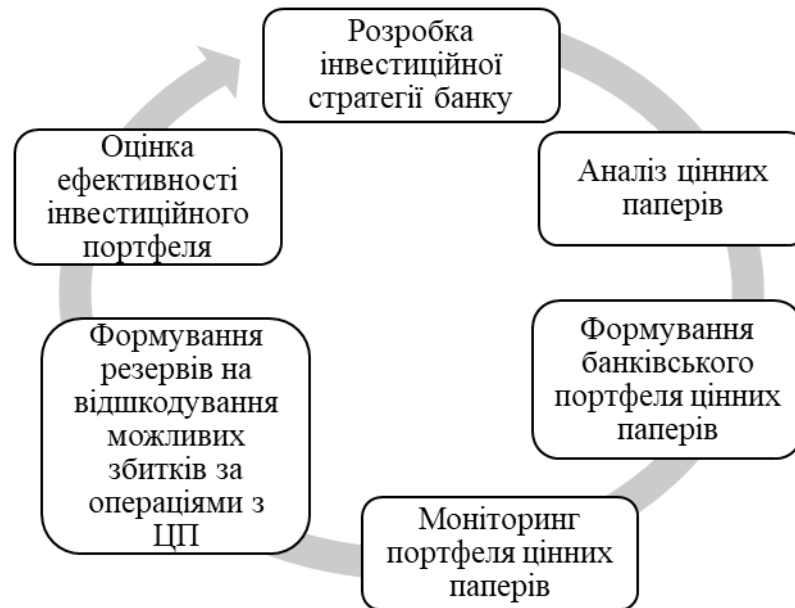 Розробка
інвестиційної
стратегії банку
Аналіз цінних
паперів
Формування
банківського
портфеля цінних
паперів
Моніторинг
портфеля цінних
паперів
Формування
резервів на
відшкодування
можливих
збитків за
операціями з
ЦП
Оцінка
ефективності
інвестиційного
портфеля